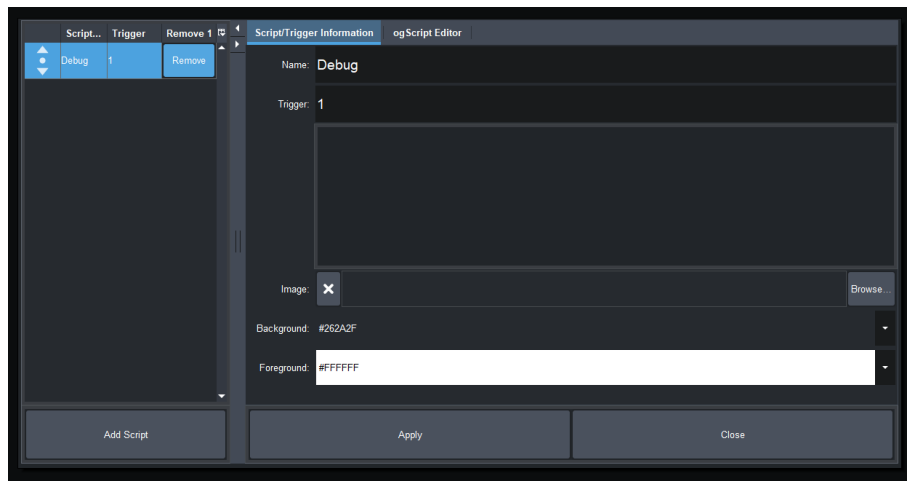 Script... Trigger Remove 1
Debug 1 Remove
Add Script
Script/Trigger Information ogScript Editor
Name: Debug
Trigger: 1
Image: Browse...
Background: #262A2F
Foreground: #FFFFFF
Apply Close